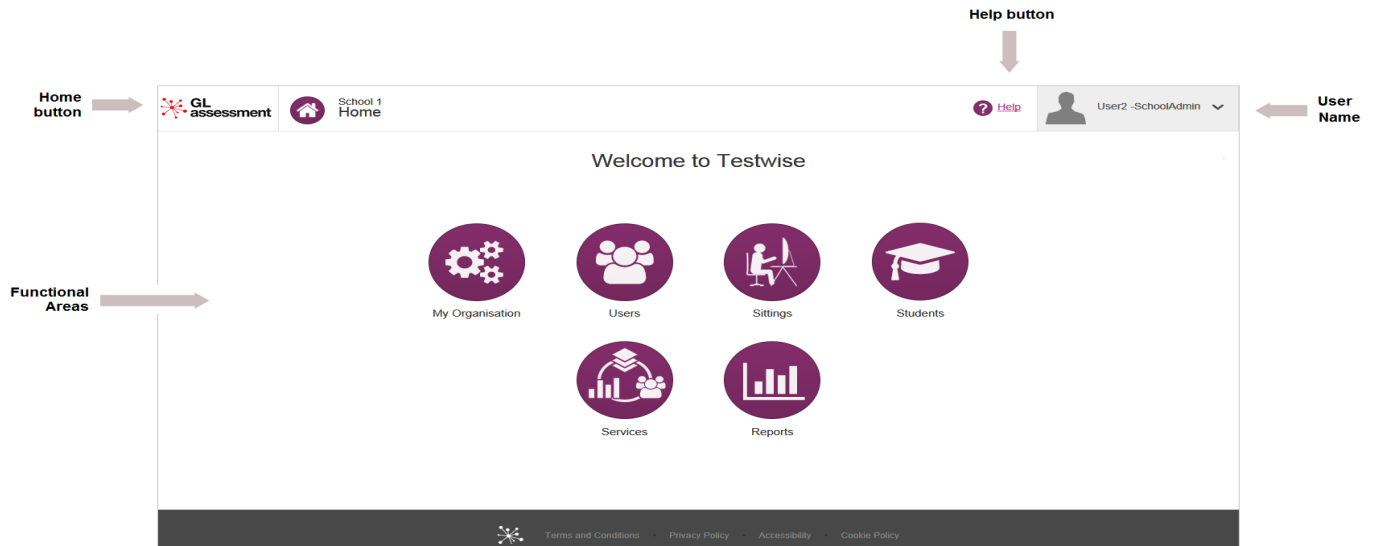 Help button
Home
button
GL
assessment
School 1
Home
? Help
User2 -SchoolAdmin
User
Name
Welcome to Testwise
Functional
Areas
My Organisation
Users
Sittings
Students
Services
Reports
Terms and Conditions - Privacy Policy - Accessibility - Cookie Policy